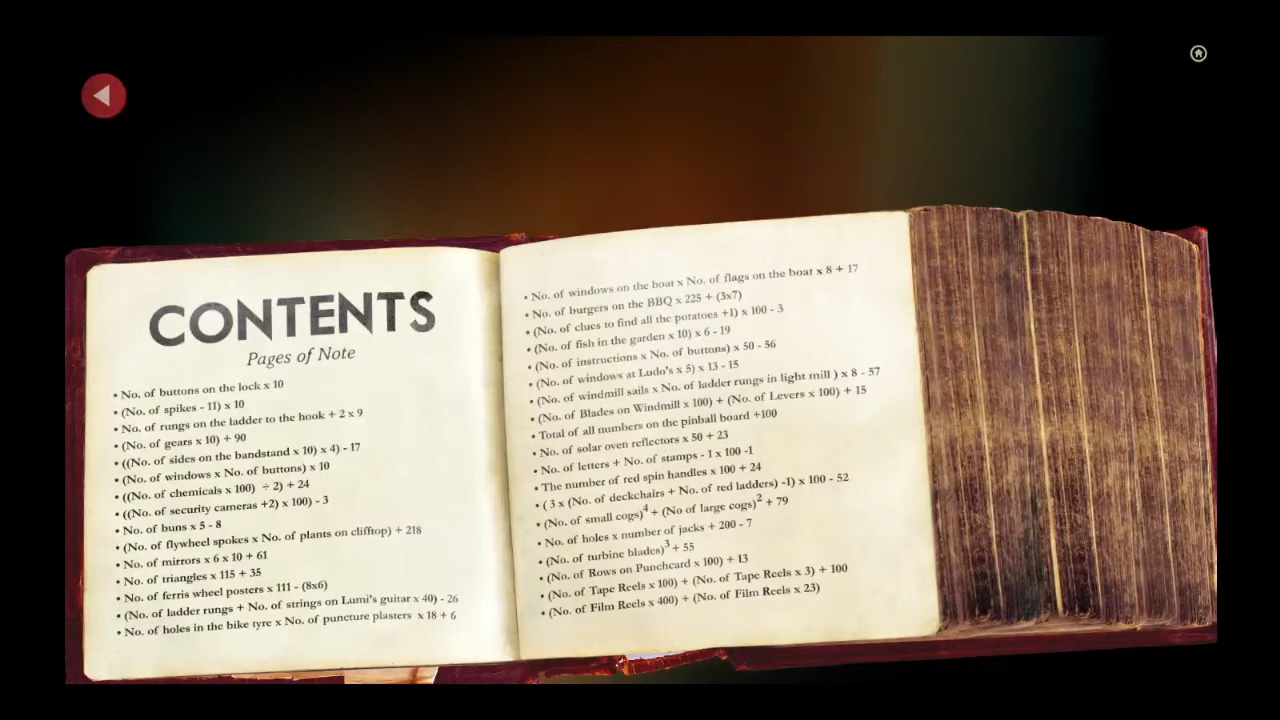 CONTENTS
Pages of Note
• No. of buttons on the lock x 10
• (No. of spikes - 11) x 10
• No. of rungs on the ladder to the hook + 2 x 9
• (No. of gears x 10) + 90
• ((No. of sides on the bandstand x 10) x 4) - 17
• (No. of windows x No. of buttons) x 10
• ((No. of chemicals x 100) ÷ 2) + 24
• ((No. of security cameras +2) x 100) - 3
• No. of buns x 5 - 8
• (No. of flywheel spokes x No. of plants on clifftop) + 218
• No. of mirrors x 6 x 10 + 61
• No. of triangles x 115 + 35
• No. of ferris wheel posters x 111 - (8x6)
• (No. of ladder rungs + No. of strings on Lumi's guitar x 40) - 26
• No. of holes in the bike tyre x No. of puncture plasters x 18 + 6
• No. of windows on the boat x No. of flags on the boat x 8 + 17
• No. of burgers on the BBQ x 225 + (3x7)
• (No. of clues to find all the potatoes +1) x 100 - 3
• (No. of fish in the garden x 10) x 6 - 19
• (No. of instructions x No. of buttons) x 50 - 56
• (No. of windows at Ludo's x 5) x 13 - 15
• (No. of windmill sails x No. of ladder rungs in light mill ) x 8 - 57
• (No. of Blades on Windmill x 100) + (No. of Levers x 100) + 15
• Total of all numbers on the pinball board +100
• No. of solar oven reflectors x 50 + 23
• No. of letters + No. of stamps - 1 x 100 -1
• The number of red spin handles x 100 + 24
• ( 3 x (No. of deckchairs + No. of red ladders) -1) x 100 - 52
• (No. of small cogs)⁴ + (No of large cogs)² + 79
• No. of holes x number of jacks + 200 - 7
• (No. of turbine blades)³ + 55
• (No. of Rows on Punchcard x 100) + 13
• (No. of Tape Reels x 100) + (No. of Tape Reels x 3) + 100
• (No. of Film Reels x 400) + (No. of Film Reels x 23)